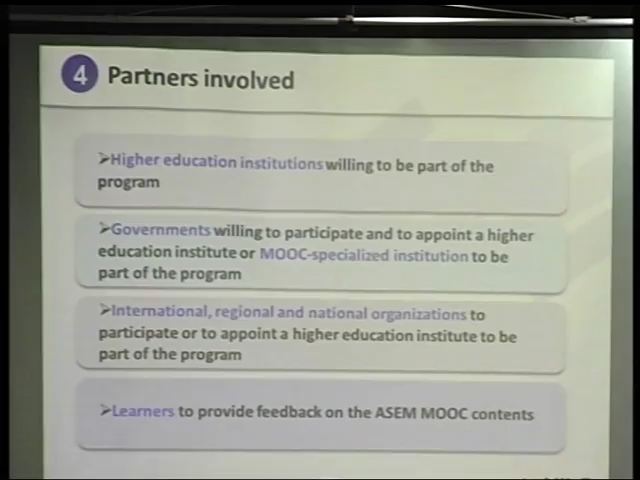 4 Partners involved
➢Higher education institutions willing to be part of the
program
➢Governments willing to participate and to appoint a higher
education institute or MOOC-specialized institution to be
part of the program
➢International, regional and national organizations to
participate or to appoint a higher education institute to be
part of the program
➢Learners to provide feedback on the ASEM MOOC contents